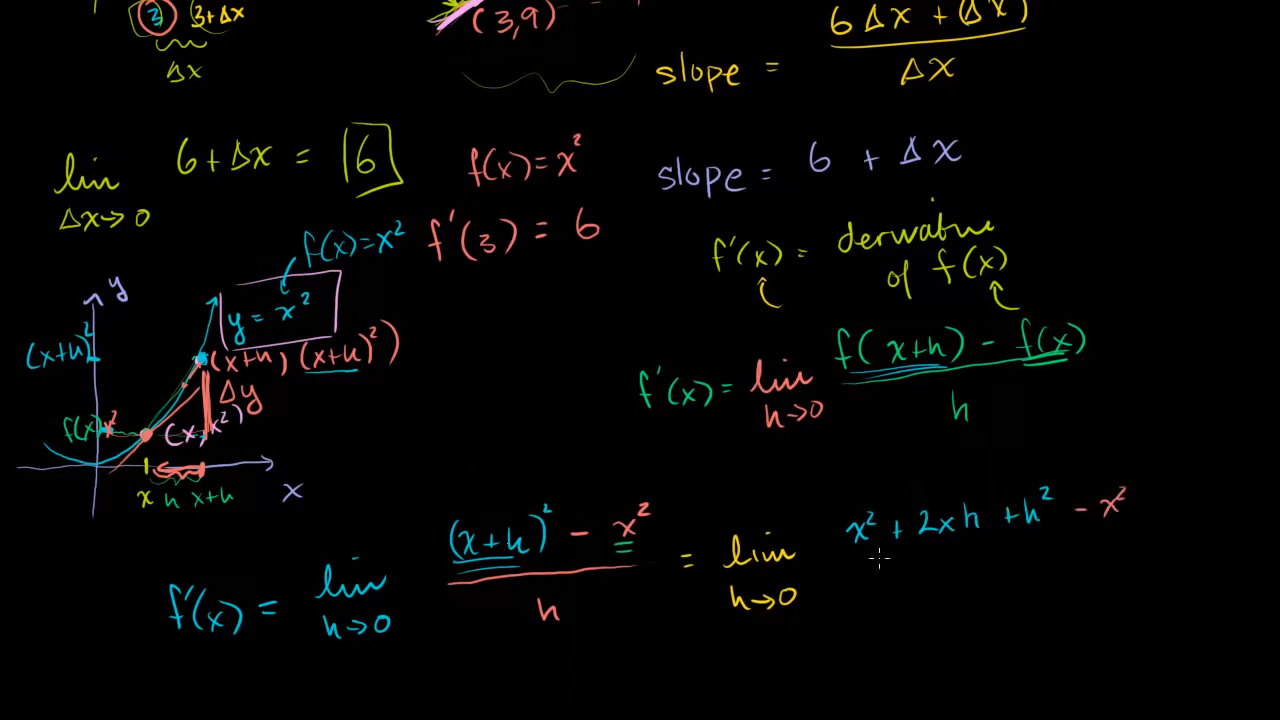 3 3+Δx
Δx
(3,9)
6Δx + (Δx)
slope = Δx
lim Δx→0 6+Δx = 6
f(x)=x²
slope = 6 + Δx
f'(3) = 6
f'(x) = derivative of f(x)
y
f(x)=x²
y = x²
(x+h)²
(x+h, (x+h)²)
Δy
f(x) x²
(x, x²)
x h x+h
x
f'(x) = lim h→0 f(x+h) - f(x)
h
f'(x) = lim h→0 (x+h)² - x²
h
= lim h→0 x² + 2xh + h² - x²